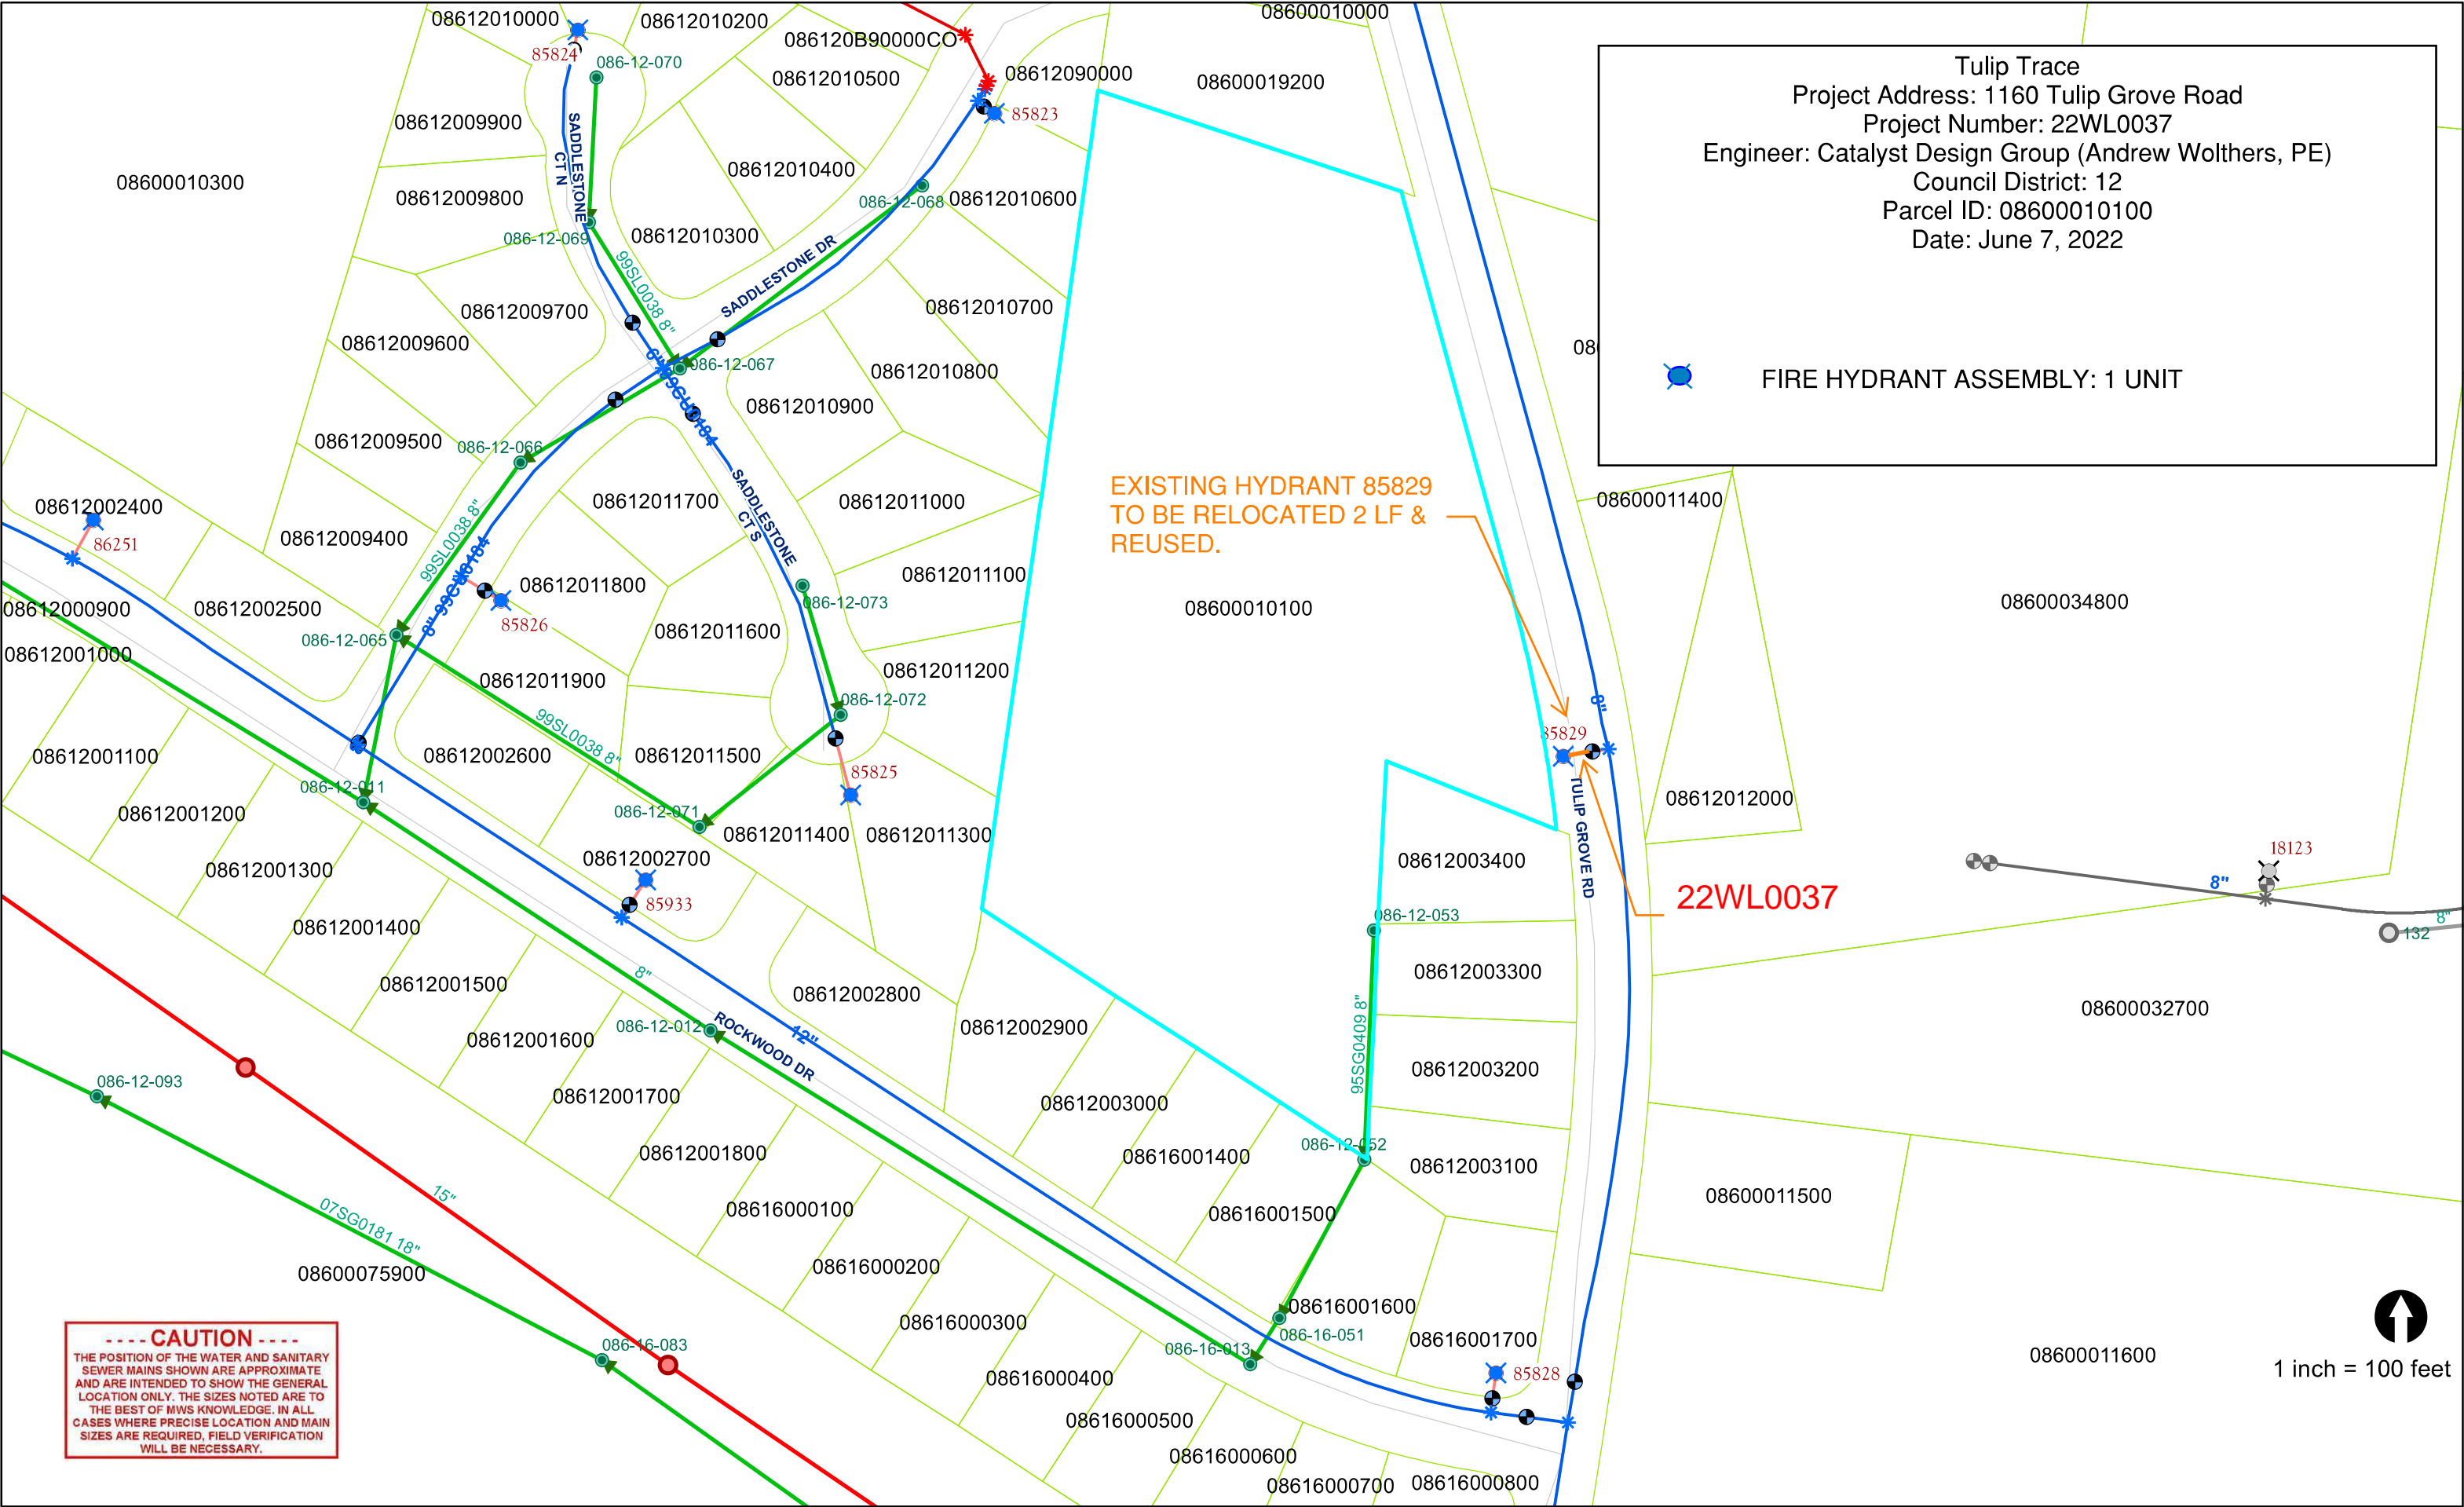 Tulip Trace
Project Address: 1160 Tulip Grove Road
Project Number: 22WL0037
Engineer: Catalyst Design Group (Andrew Wolthers, PE)
Council District: 12
Parcel ID: 08600010100
Date: June 7, 2022
FIRE HYDRANT ASSEMBLY: 1 UNIT
08612010000
08612010200
08600010000
086120B90000CO
85824
086-12-070
08612010500
08612090000
08600019200
85823
08612009900
SADDLESTONE
CT N
08612010400
08600010300
08612009800
086-12-068
08612010600
086-12-069
08612010300
99SL0038 8"
SADDLESTONE DR
08612009700
08612010700
08612009600
086-12-067
08612010800
08612010900
08612009500
086-12-066
08612011700
SADDLESTONE
CT S
08612011000
EXISTING HYDRANT 85829
TO BE RELOCATED 2 LF &
REUSED.
08600011400
08612002400
86251
08612009400
99SL0038 8"
8" 99CU0484
08612011800
08612011100
08612000900
08612002500
086-12-073
08600010100
08600034800
85826
086-12-065
08612011600
08612001000
08612011900
08612011200
086-12-072
8"
85829
99SL0038 8"
08612001100
08612002600
08612011500
85825
TULIP GROVE RD
08612012000
086-12-011
08612001200
086-12-071
08612011400
08612011300
08612002700
08612003400
18123
08612001300
85933
22WL0037
8"
086-12-053
8"
132
08612001400
8"
08612001500
08612002800
08612003300
08612002900
086-12-012
12"
ROCKWOOD DR
95SG0409 8"
08600032700
08612001600
08612003200
086-12-093
08612001700
08612003000
086-12-052
08612001800
08616001400
08612003100
15"
08616000100
08616001500
08600011500
07SG0181 18"
08600075900
08616000200
08616001600
086-16-051
08616000300
086-16-013
08616001700
086-16-083
08600011600
1 inch = 100 feet
08616000400
85828
08616000500
08616000600
08616000700
08616000800
---- CAUTION ----
THE POSITION OF THE WATER AND SANITARY
SEWER MAINS SHOWN ARE APPROXIMATE
AND ARE INTENDED TO SHOW THE GENERAL
LOCATION ONLY. THE SIZES NOTED ARE TO
THE BEST OF MWS KNOWLEDGE. IN ALL
CASES WHERE PRECISE LOCATION AND MAIN
SIZES ARE REQUIRED, FIELD VERIFICATION
WILL BE NECESSARY.